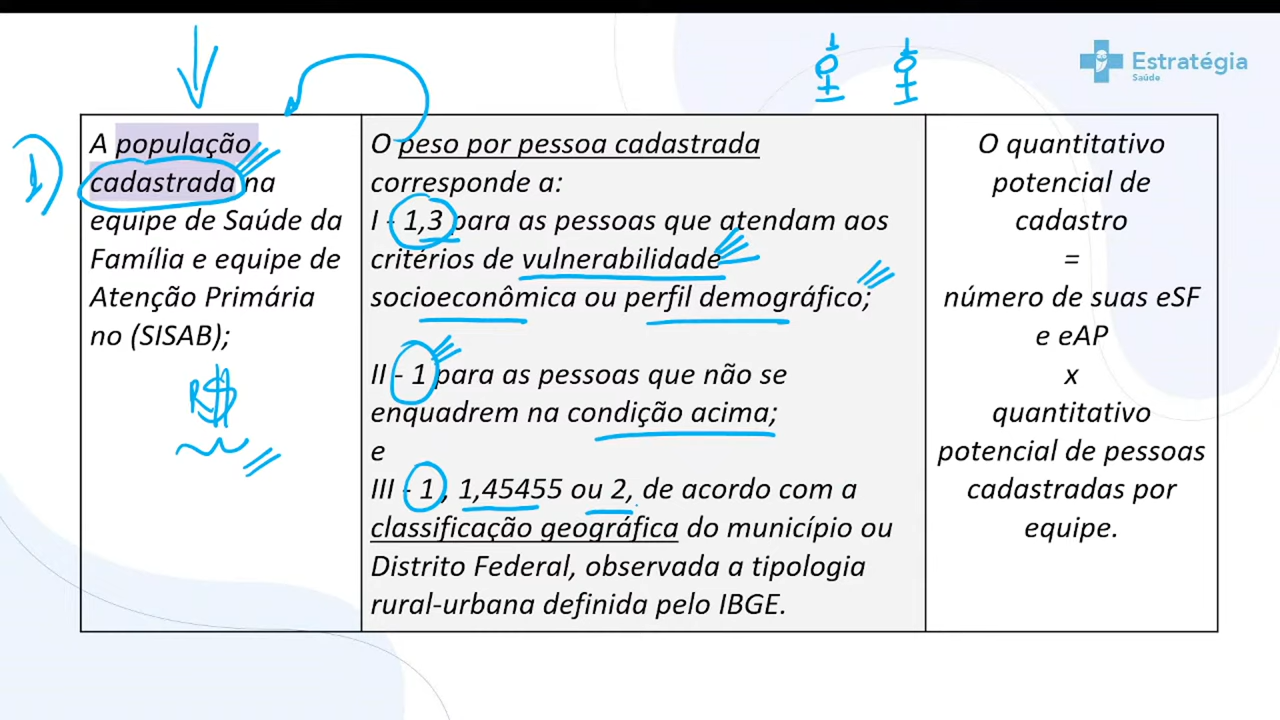 Estratégia
Saúde
1)
A população
cadastrada na
equipe de Saúde da
Família e equipe de
Atenção Primária
no (SISAB);
R$
O peso por pessoa cadastrada
corresponde a:
I - 1,3 para as pessoas que atendam aos
critérios de vulnerabilidade
socioeconômica ou perfil demográfico;
II - 1 para as pessoas que não se
enquadrem na condição acima;
e
III - 1 , 1,45455 ou 2, de acordo com a
classificação geográfica do município ou
Distrito Federal, observada a tipologia
rural-urbana definida pelo IBGE.
O quantitativo
potencial de
cadastro
=
número de suas eSF
e eAP
x
quantitativo
potencial de pessoas
cadastradas por
equipe.